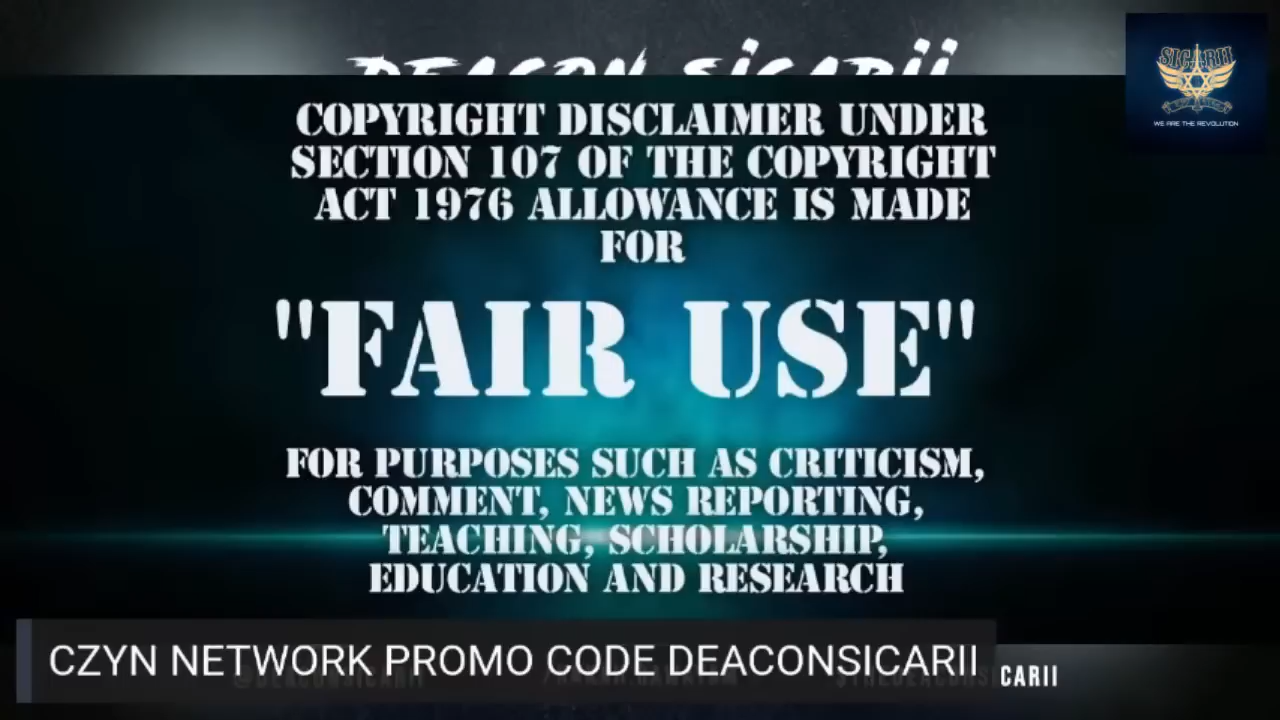 DEACON SICARII
SICARII
WE ARE THE REVOLUTION
COPYRIGHT DISCLAIMER UNDER
SECTION 107 OF THE COPYRIGHT
ACT 1976 ALLOWANCE IS MADE
FOR
"FAIR USE"
FOR PURPOSES SUCH AS CRITICISM,
COMMENT, NEWS REPORTING,
TEACHING, SCHOLARSHIP,
EDUCATION AND RESEARCH
CZYN NETWORK PROMO CODE DEACONSICARII
CARII